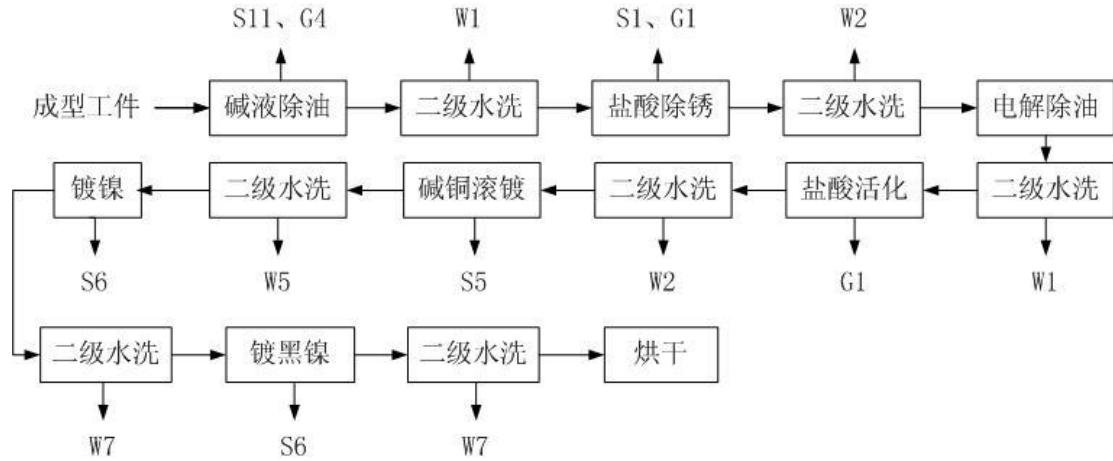 S11、G4 W1 S1、G1 W2
成型工件 碱液除油 二级水洗 盐酸除锈 二级水洗 电解除油
镀镍 二级水洗 碱铜滚镀 二级水洗 盐酸活化 二级水洗
S6 W5 S5 W2 G1 W1
二级水洗 镀黑镍 二级水洗 烘干
W7 S6 W7